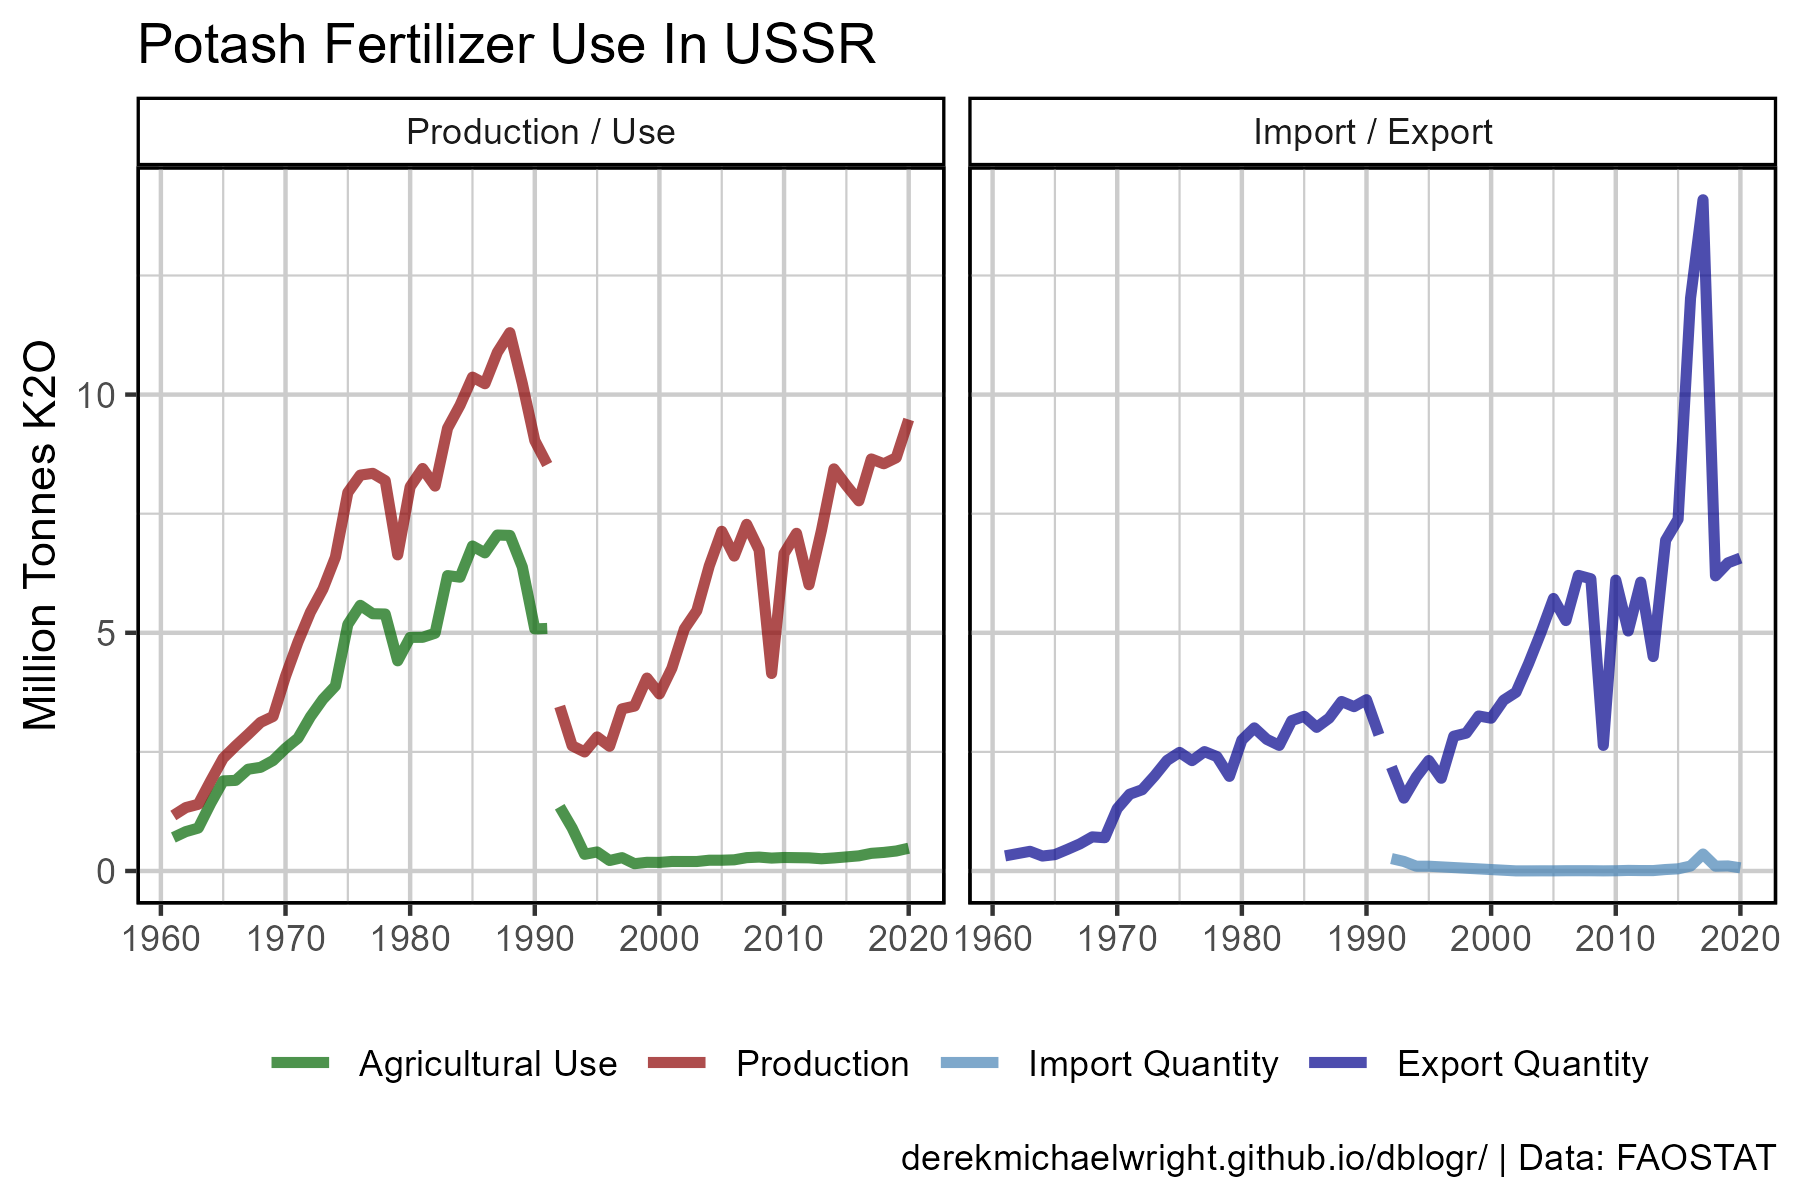 Potash Fertilizer Use In USSR
Production / Use
Import / Export
Million Tonnes K2O
10
5
0
1960 1970 1980 1990 2000 2010 2020
1960 1970 1980 1990 2000 2010 2020
Agricultural Use Production Import Quantity Export Quantity
derekmichaelwright.github.io/dblogr/ | Data: FAOSTAT